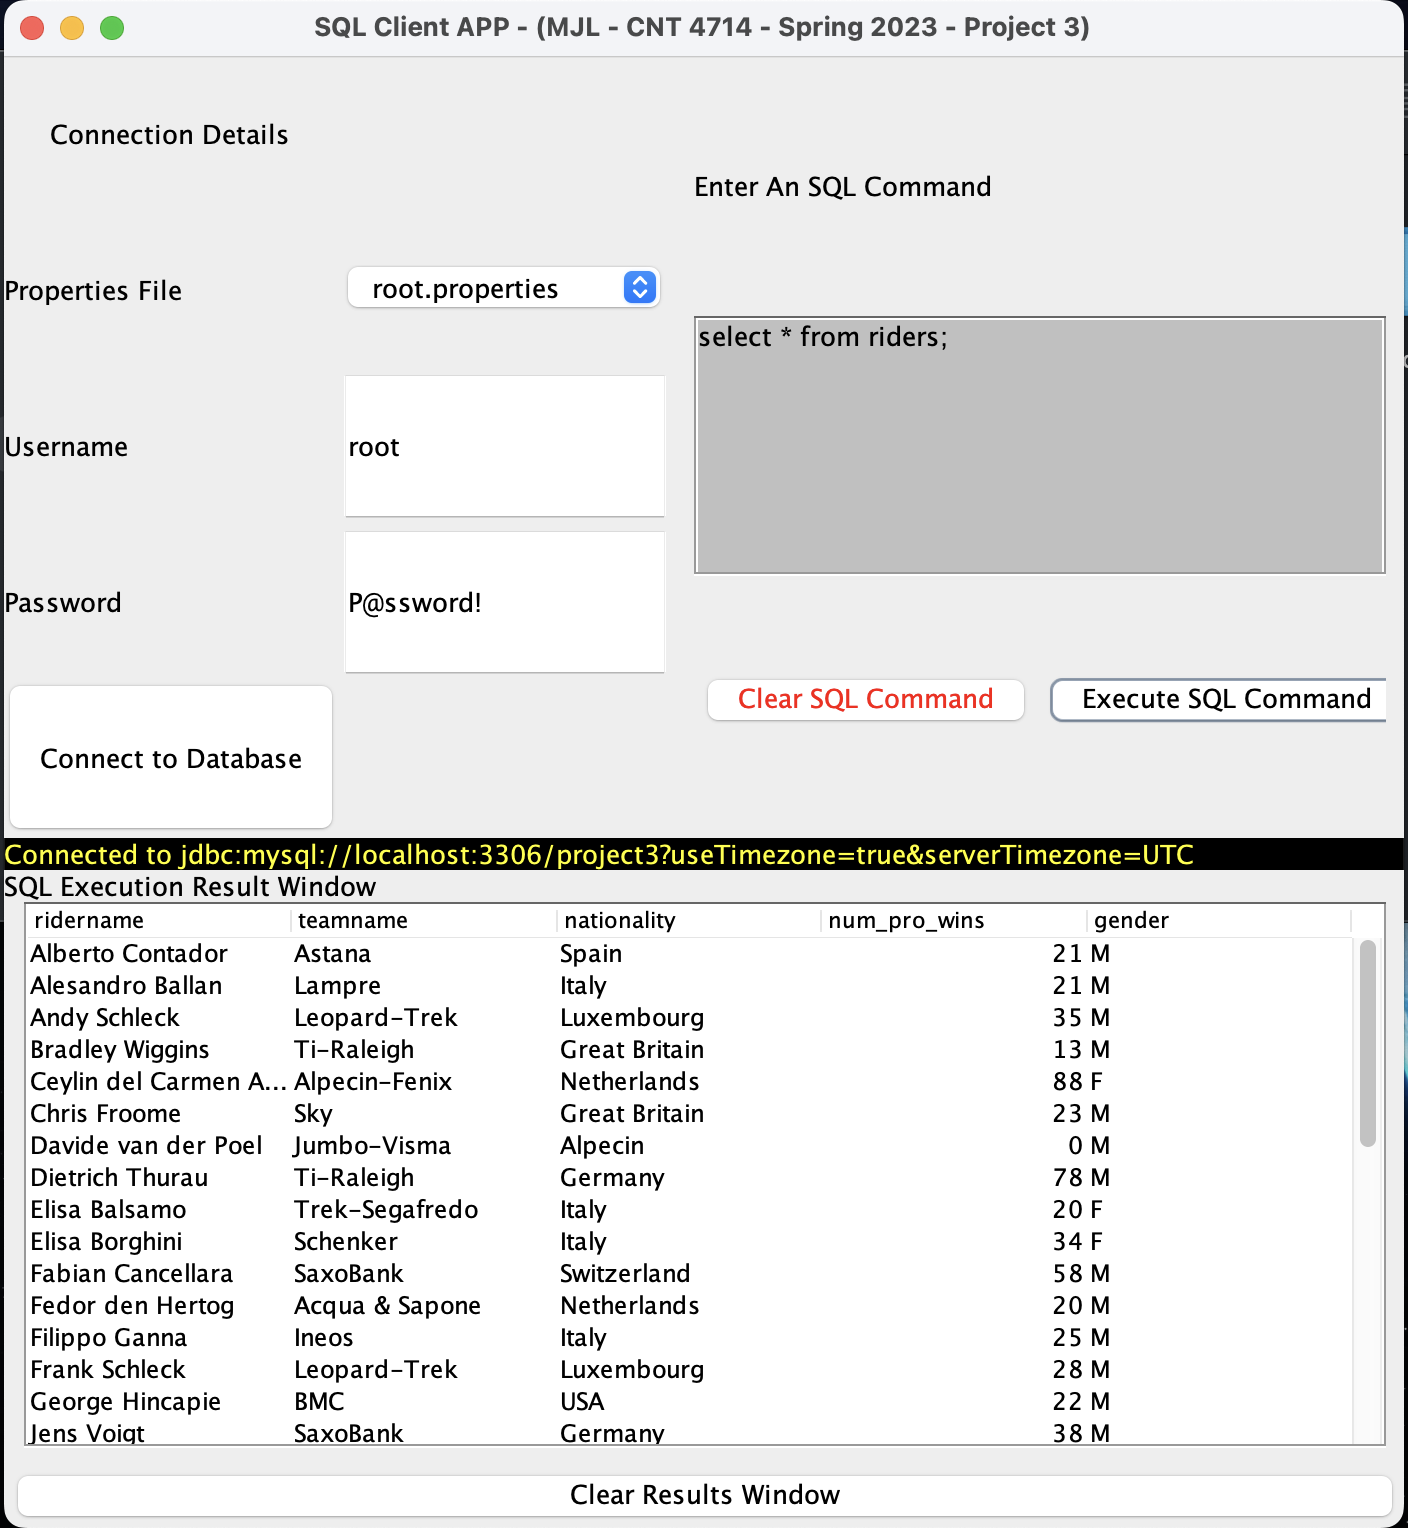 SQL Client APP - (MJL - CNT 4714 - Spring 2023 - Project 3)
Connection Details
Enter An SQL Command
Properties File
root.properties
select * from riders;
Username
root
Password
P@ssword!
Clear SQL Command
Execute SQL Command
Connect to Database
Connected to jdbc:mysql://localhost:3306/project3?useTimezone=true&serverTimezone=UTC
SQL Execution Result Window
ridername teamname nationality num_pro_wins gender
Alberto Contador Astana Spain 21 M
Alesandro Ballan Lampre Italy 21 M
Andy Schleck Leopard-Trek Luxembourg 35 M
Bradley Wiggins Ti-Raleigh Great Britain 13 M
Ceylin del Carmen A... Alpecin-Fenix Netherlands 88 F
Chris Froome Sky Great Britain 23 M
Davide van der Poel Jumbo-Visma Alpecin 0 M
Dietrich Thurau Ti-Raleigh Germany 78 M
Elisa Balsamo Trek-Segafredo Italy 20 F
Elisa Borghini Schenker Italy 34 F
Fabian Cancellara SaxoBank Switzerland 58 M
Fedor den Hertog Acqua & Sapone Netherlands 20 M
Filippo Ganna Ineos Italy 25 M
Frank Schleck Leopard-Trek Luxembourg 28 M
George Hincapie BMC USA 22 M
Jens Voigt SaxoBank Germany 38 M
Clear Results Window